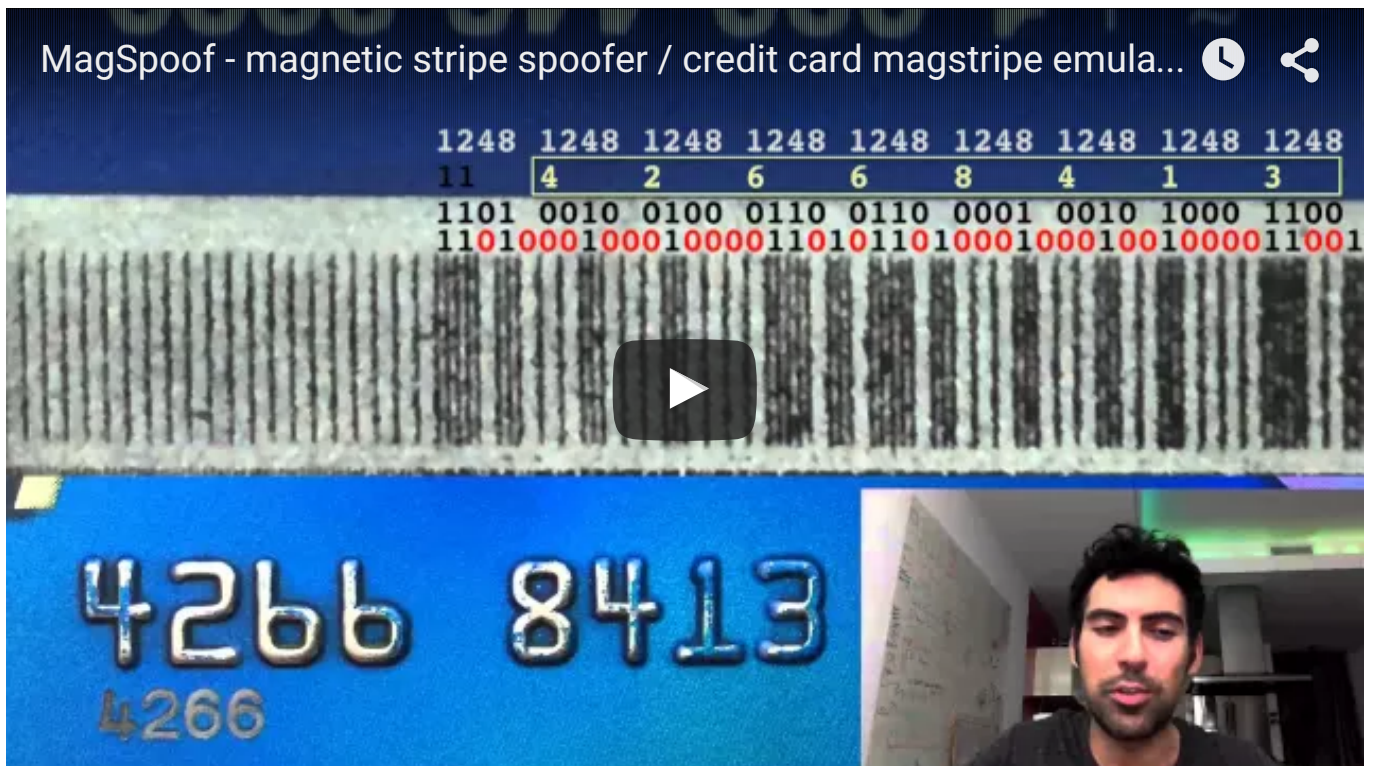 MagSpoof - magnetic stripe spoofer / credit card magstripe emula...
1248 1248 1248 1248 1248 1248 1248 1248 1248
11 4 2 6 6 8 4 1 3
1101 0010 0100 0110 0110 0001 0010 1000 1100
110100010001000011010110100010001001000011001
4266 8413
4266